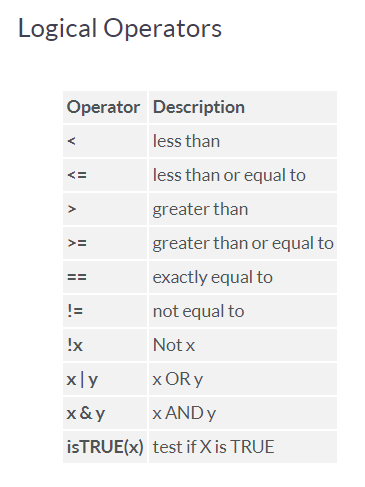 Logical Operators
Operator Description
< less than
<= less than or equal to
> greater than
>= greater than or equal to
== exactly equal to
!= not equal to
!x Not x
x | y x OR y
x & y x AND y
isTRUE(x) test if X is TRUE